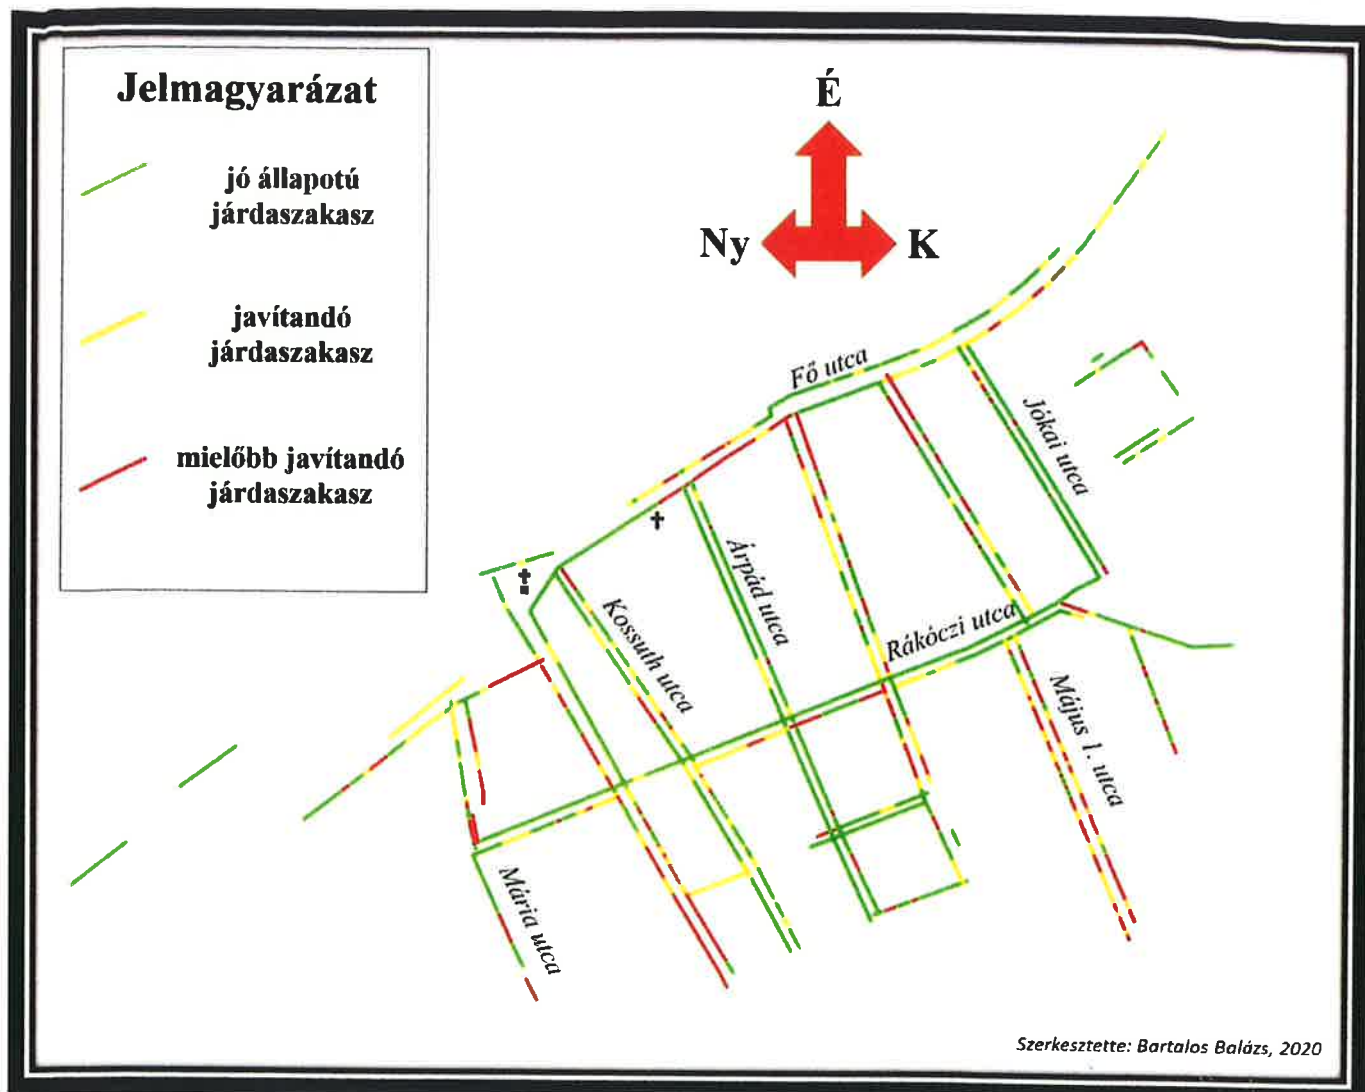 Jelmagyarázat
jó állapotú
járdaszakasz
javítandó
járdaszakasz
mielőbb javítandó
járdaszakasz
É
Ny
K
Fő utca
Jókai utca
Árpád utca
Rákóczi utca
Kossuth utca
Május 1. utca
Mária utca
Szerkesztette: Bartalos Balázs, 2020